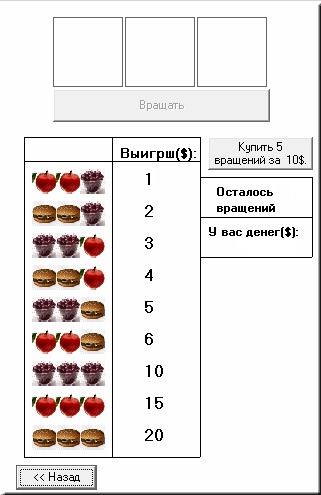 Вращать
Купить 5
вращений за 10$.
Выигрш($):
Осталось
вращений
У вас денег($):
1
2
3
4
5
6
10
15
20
<< Назад